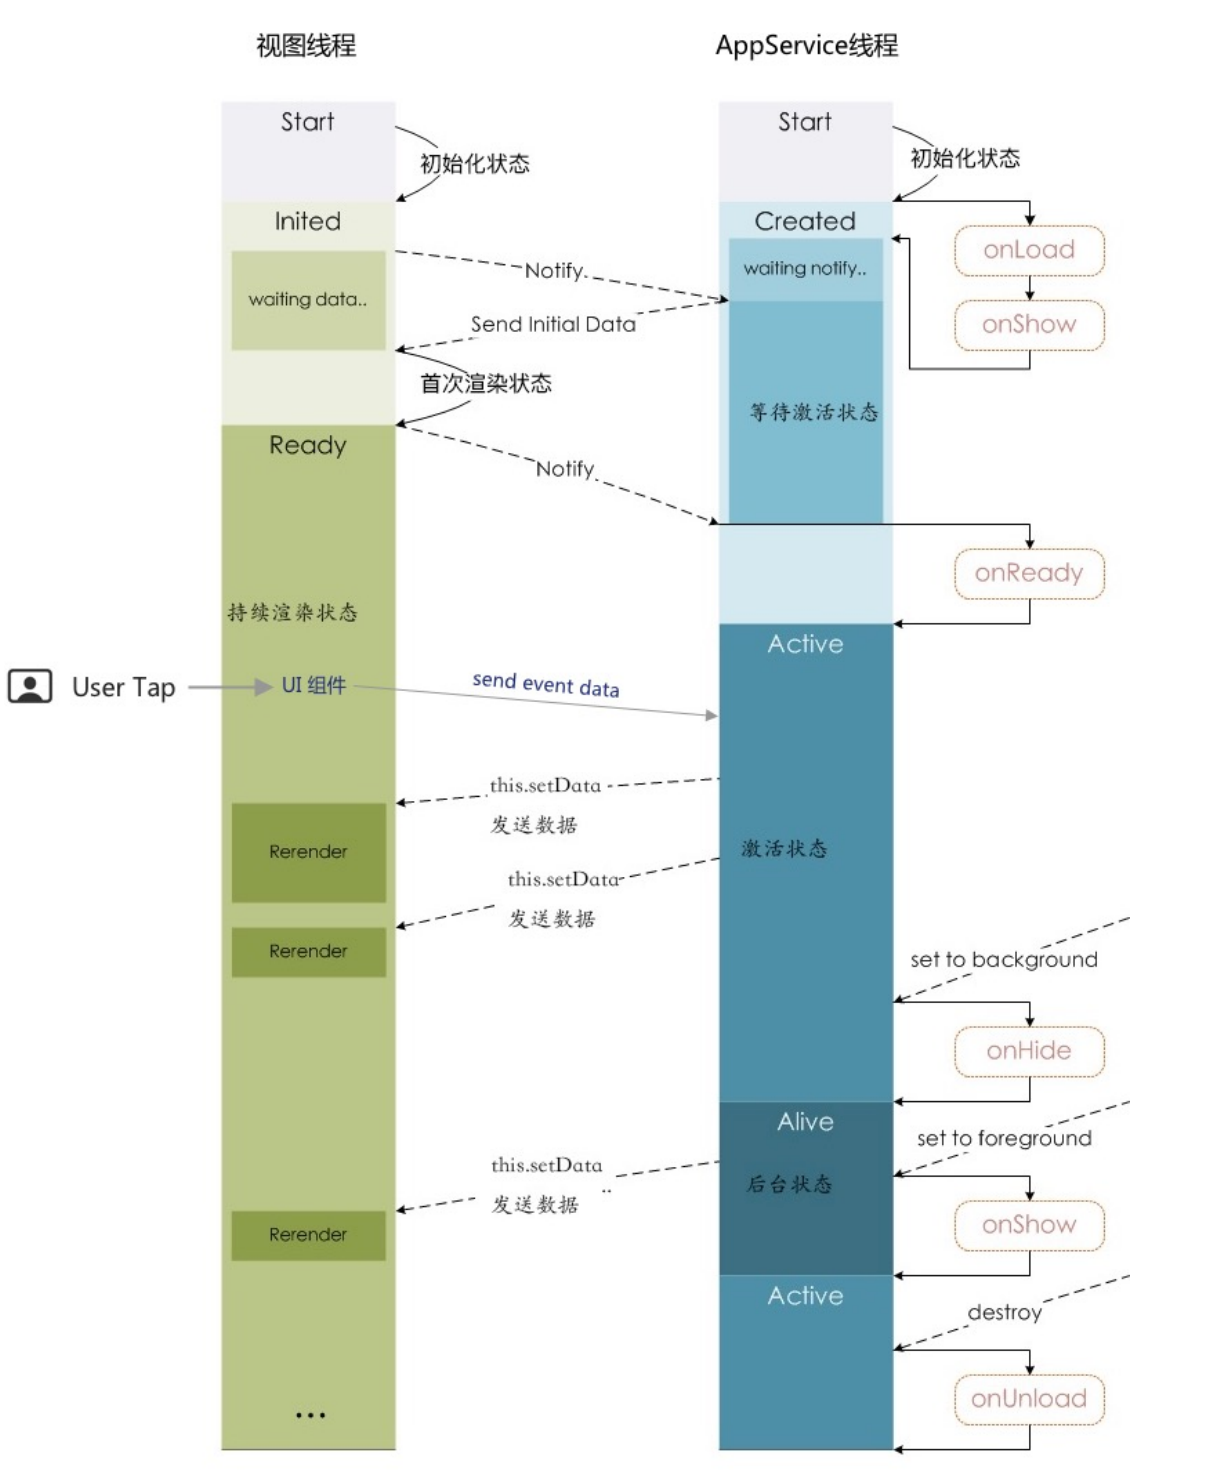 视图线程
AppService线程
Start
Start
初始化状态
初始化状态
Inited
Created
onLoad
waiting notify..
Notify
waiting data..
Send Initial Data
onShow
首次渲染状态
等待激活状态
Ready
Notify
onReady
持续渲染状态
Active
User Tap
UI 组件
send event data
this.setData
发送数据
Rerender
激活状态
this.setData
发送数据
Rerender
set to background
onHide
Alive
set to foreground
this.setData
..
发送数据
后台状态
onShow
Rerender
Active
destroy
onUnload
...